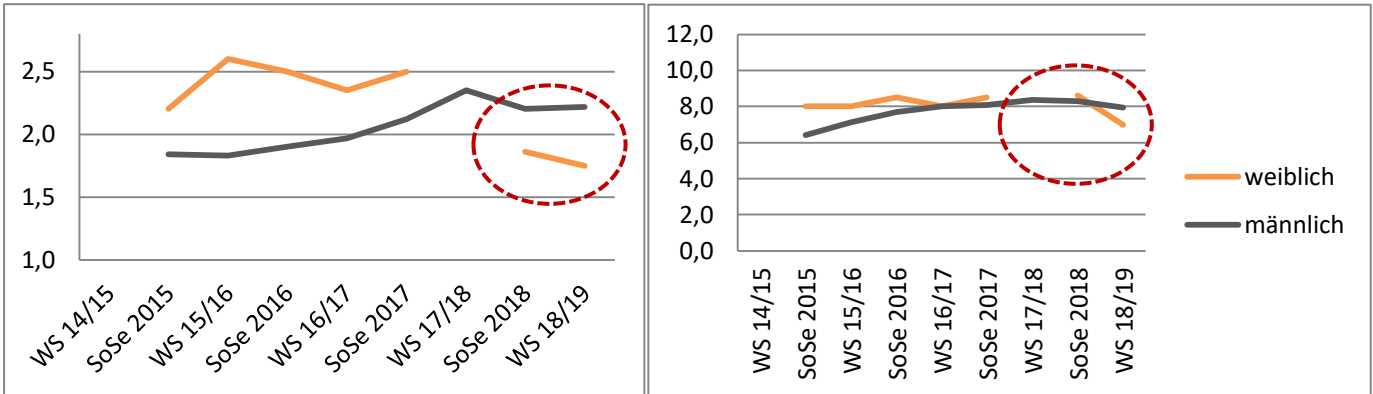 2,5
2,0
1,5
1,0
WS 14/15
SoSe 2015
WS 15/16
SoSe 2016
WS 16/17
SoSe 2017
WS 17/18
SoSe 2018
WS 18/19
12,0
10,0
8,0
6,0
4,0
2,0
0,0
WS 14/15
SoSe 2015
WS 15/16
SoSe 2016
WS 16/17
SoSe 2017
WS 17/18
SoSe 2018
WS 18/19
weiblich
männlich